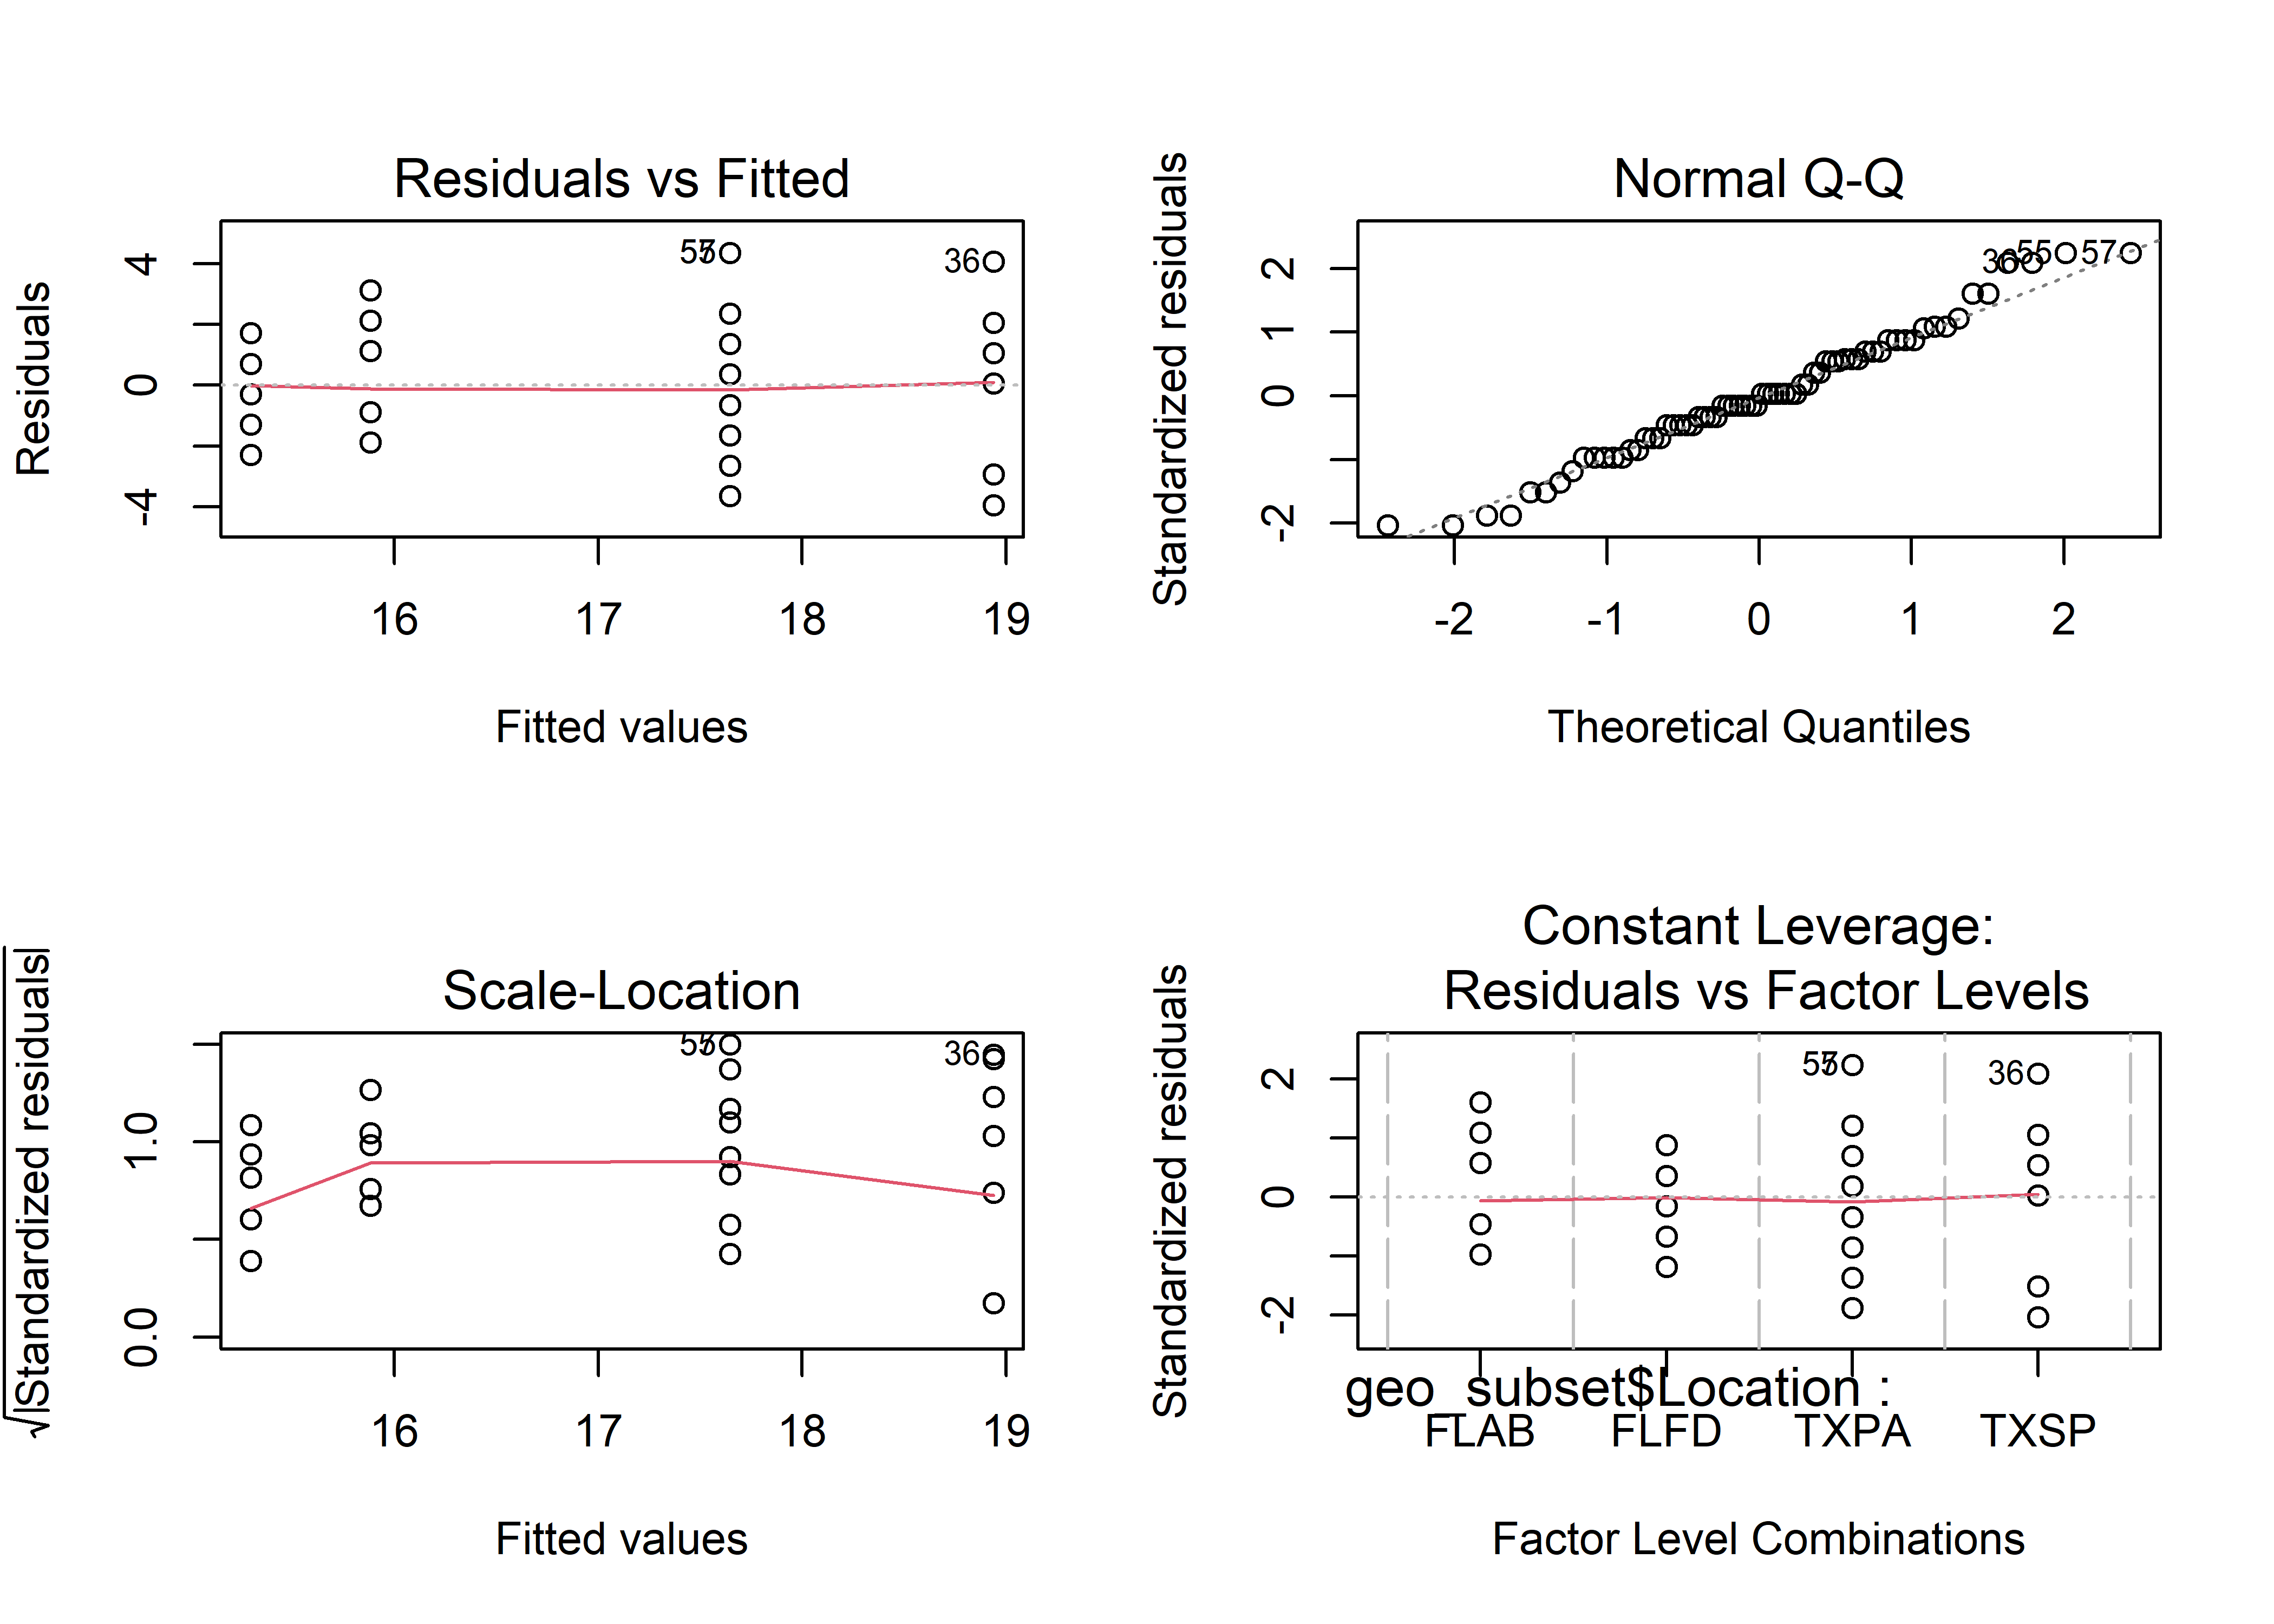 Residuals vs Fitted
Residuals
4
0
-4
57
36
16
17
18
19
Fitted values
Normal Q-Q
Standardized residuals
2
1
0
-2
36
55
57
-2
-1
0
1
2
Theoretical Quantiles
Scale-Location
√|Standardized residuals|
1.0
0.0
57
36
16
17
18
19
Fitted values
Constant Leverage:
Residuals vs Factor Levels
Standardized residuals
2
0
-2
57
36
geo_subset$Location :
FLAB
FLFD
TXPA
TXSP
Factor Level Combinations